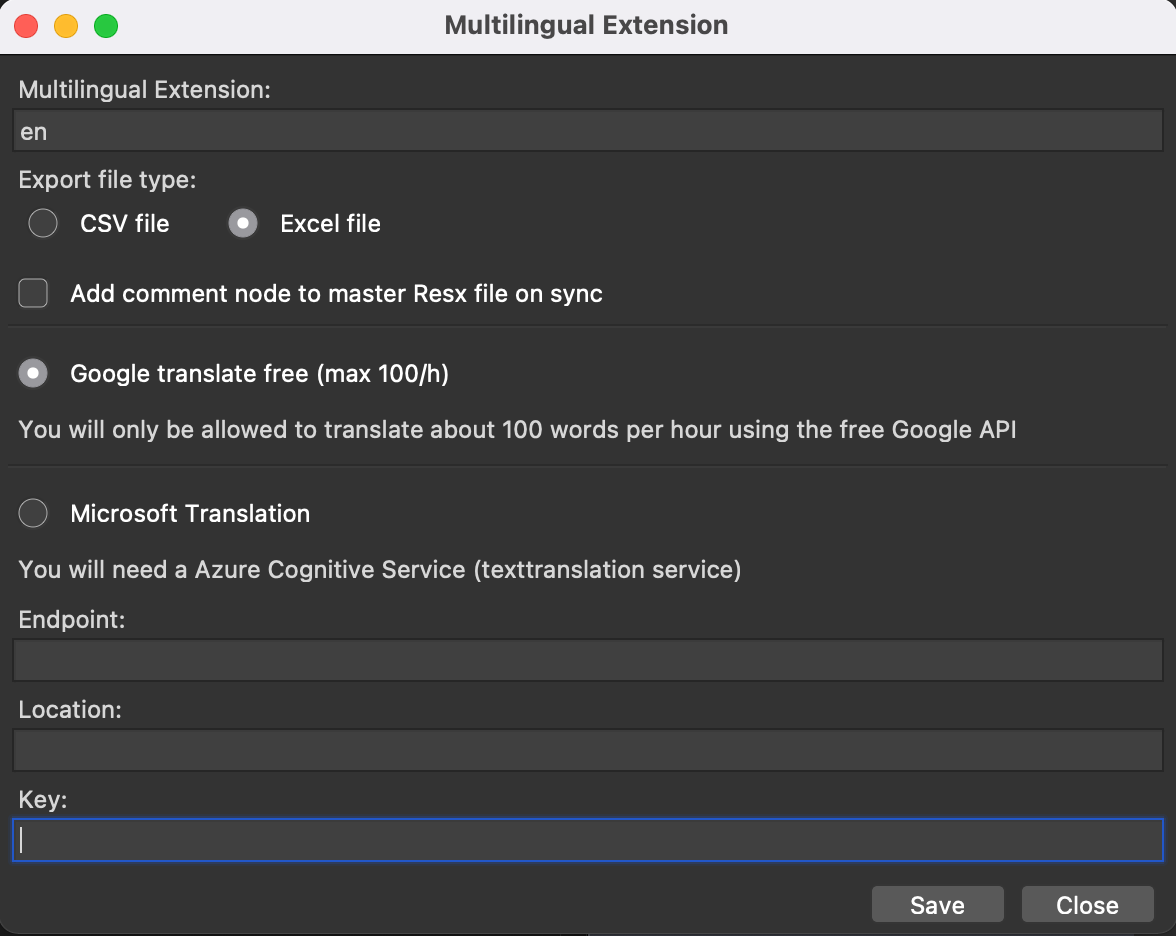 Multilingual Extension
Multilingual Extension:
en
Export file type:
CSV file Excel file
Add comment node to master Resx file on sync
Google translate free (max 100/h)
You will only be allowed to translate about 100 words per hour using the free Google API
Microsoft Translation
You will need a Azure Cognitive Service (texttranslation service)
Endpoint:
Location:
Key:
Save Close